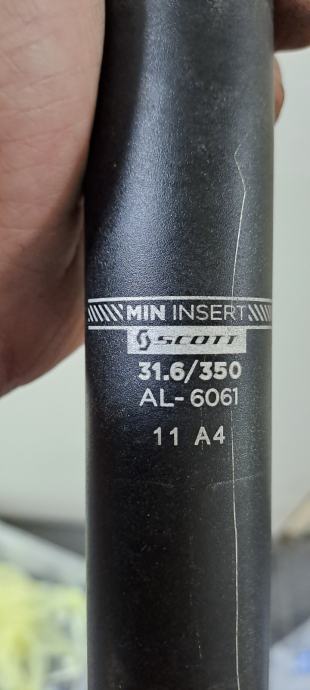 MIN INSERT
SCOTT
31.6/350
AL-6061
11 A4